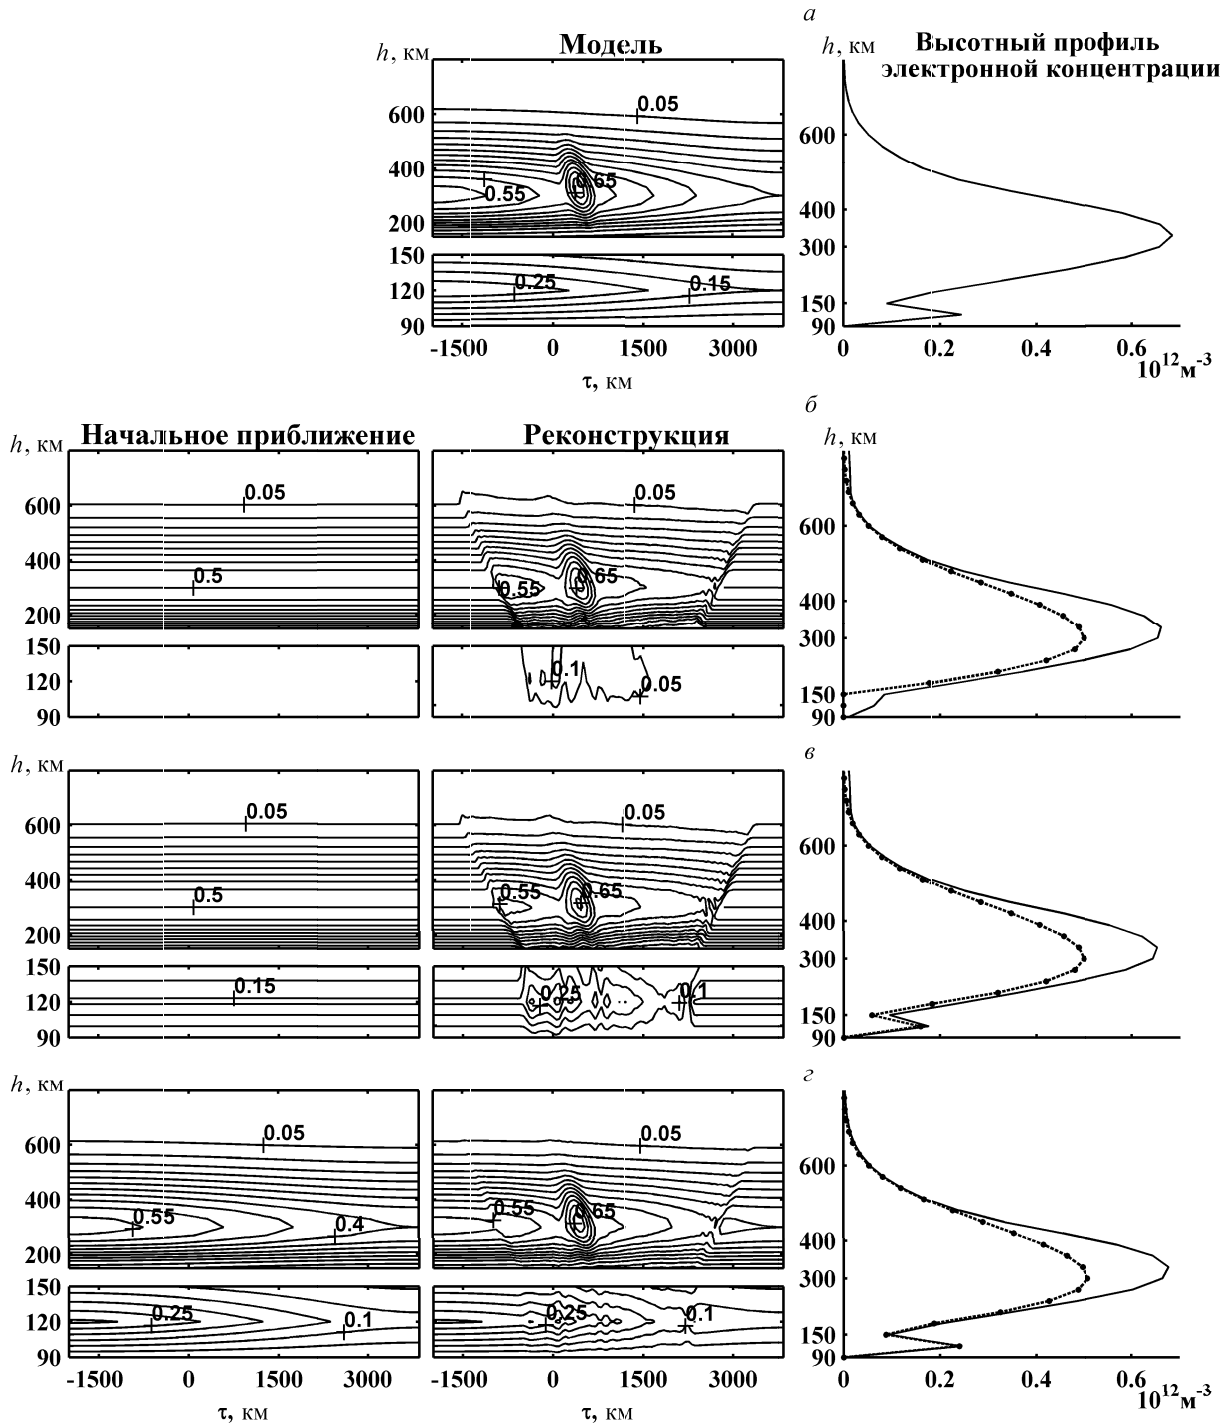 а
h, км Модель h, км Высотный профиль
электронной концентрации
600 0.05 600
400 0.65 400
0.55 300
200
150 0.25 0.15 150
120
90 90
-1500 0 1500 3000 0 0.2 0.4 0.6
τ, км 10¹²м⁻³
б
h, км Начальное приближение Реконструкция h, км
600 0.05 0.05 600
400 0.5 0.55 0.65 400
200 300
150 0.1 150
120 0.05
90 90
в
h, км
600 0.05 0.05 600
400 0.5 0.55 0.65 400
200 300
150 0.15 0.25 0.1 150
120
90 90
г
h, км
600 0.05 0.05 600
400 0.55 0.4 0.55 0.65 400
200 300
150 0.25 0.1 0.25 0.1 150
120
90 90
-1500 0 1500 3000 -1500 0 1500 3000 0 0.2 0.4 0.6
τ, км τ, км 10¹²м⁻³